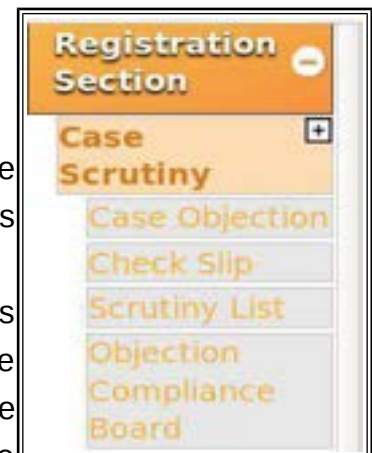 Registration
Section
Case
Scrutiny
Case Objection
Check Slip
Scrutiny List
Objection
Compliance
Board